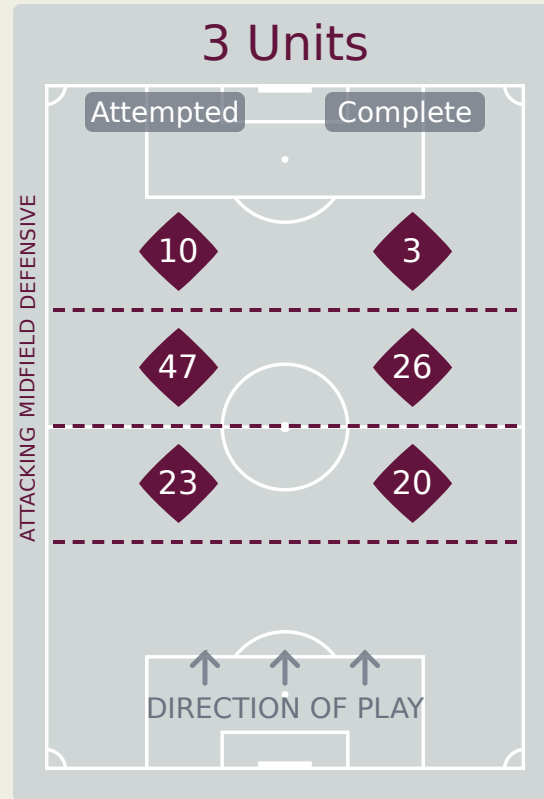 3 Units
Attempted Complete
10 3
47 26
23 20
ATTACKING MIDFIELD DEFENSIVE
DIRECTION OF PLAY